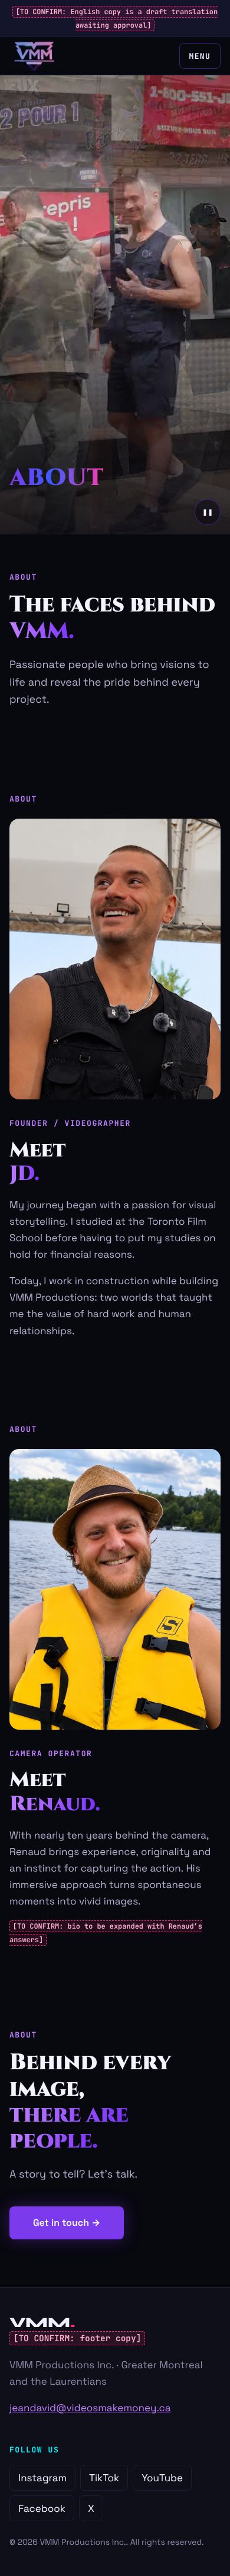 [TO CONFIRM: English copy is a draft translation
awaiting approval]
VMM
MENU
2 POUR 1
1-800-551-J
epris
!
ABOUT
ABOUT
The faces behind
VMM.
Passionate people who bring visions to
life and reveal the pride behind every
project.
ABOUT
FOUNDER / VIDEOGRAPHER
Meet
JD.
My journey began with a passion for visual
storytelling. I studied at the Toronto Film
School before having to put my studies on
hold for financial reasons.
Today, I work in construction while building
VMM Productions: two worlds that taught
me the value of hard work and human
relationships.
ABOUT
CAMERA OPERATOR
Meet
Renaud.
With nearly ten years behind the camera,
Renaud brings experience, originality and
an instinct for capturing the action. His
immersive approach turns spontaneous
moments into vivid images.
[TO CONFIRM: bio to be expanded with Renaud's
answers]
ABOUT
Behind every
image,
there are
people.
A story to tell? Let's talk.
Get in touch →
VMM.
[TO CONFIRM: footer copy]
VMM Productions Inc. · Greater Montreal
and the Laurentians
jeandavid@videosmakemoney.ca
FOLLOW US
Instagram
TikTok
YouTube
Facebook
X
© 2026 VMM Productions Inc.. All rights reserved.